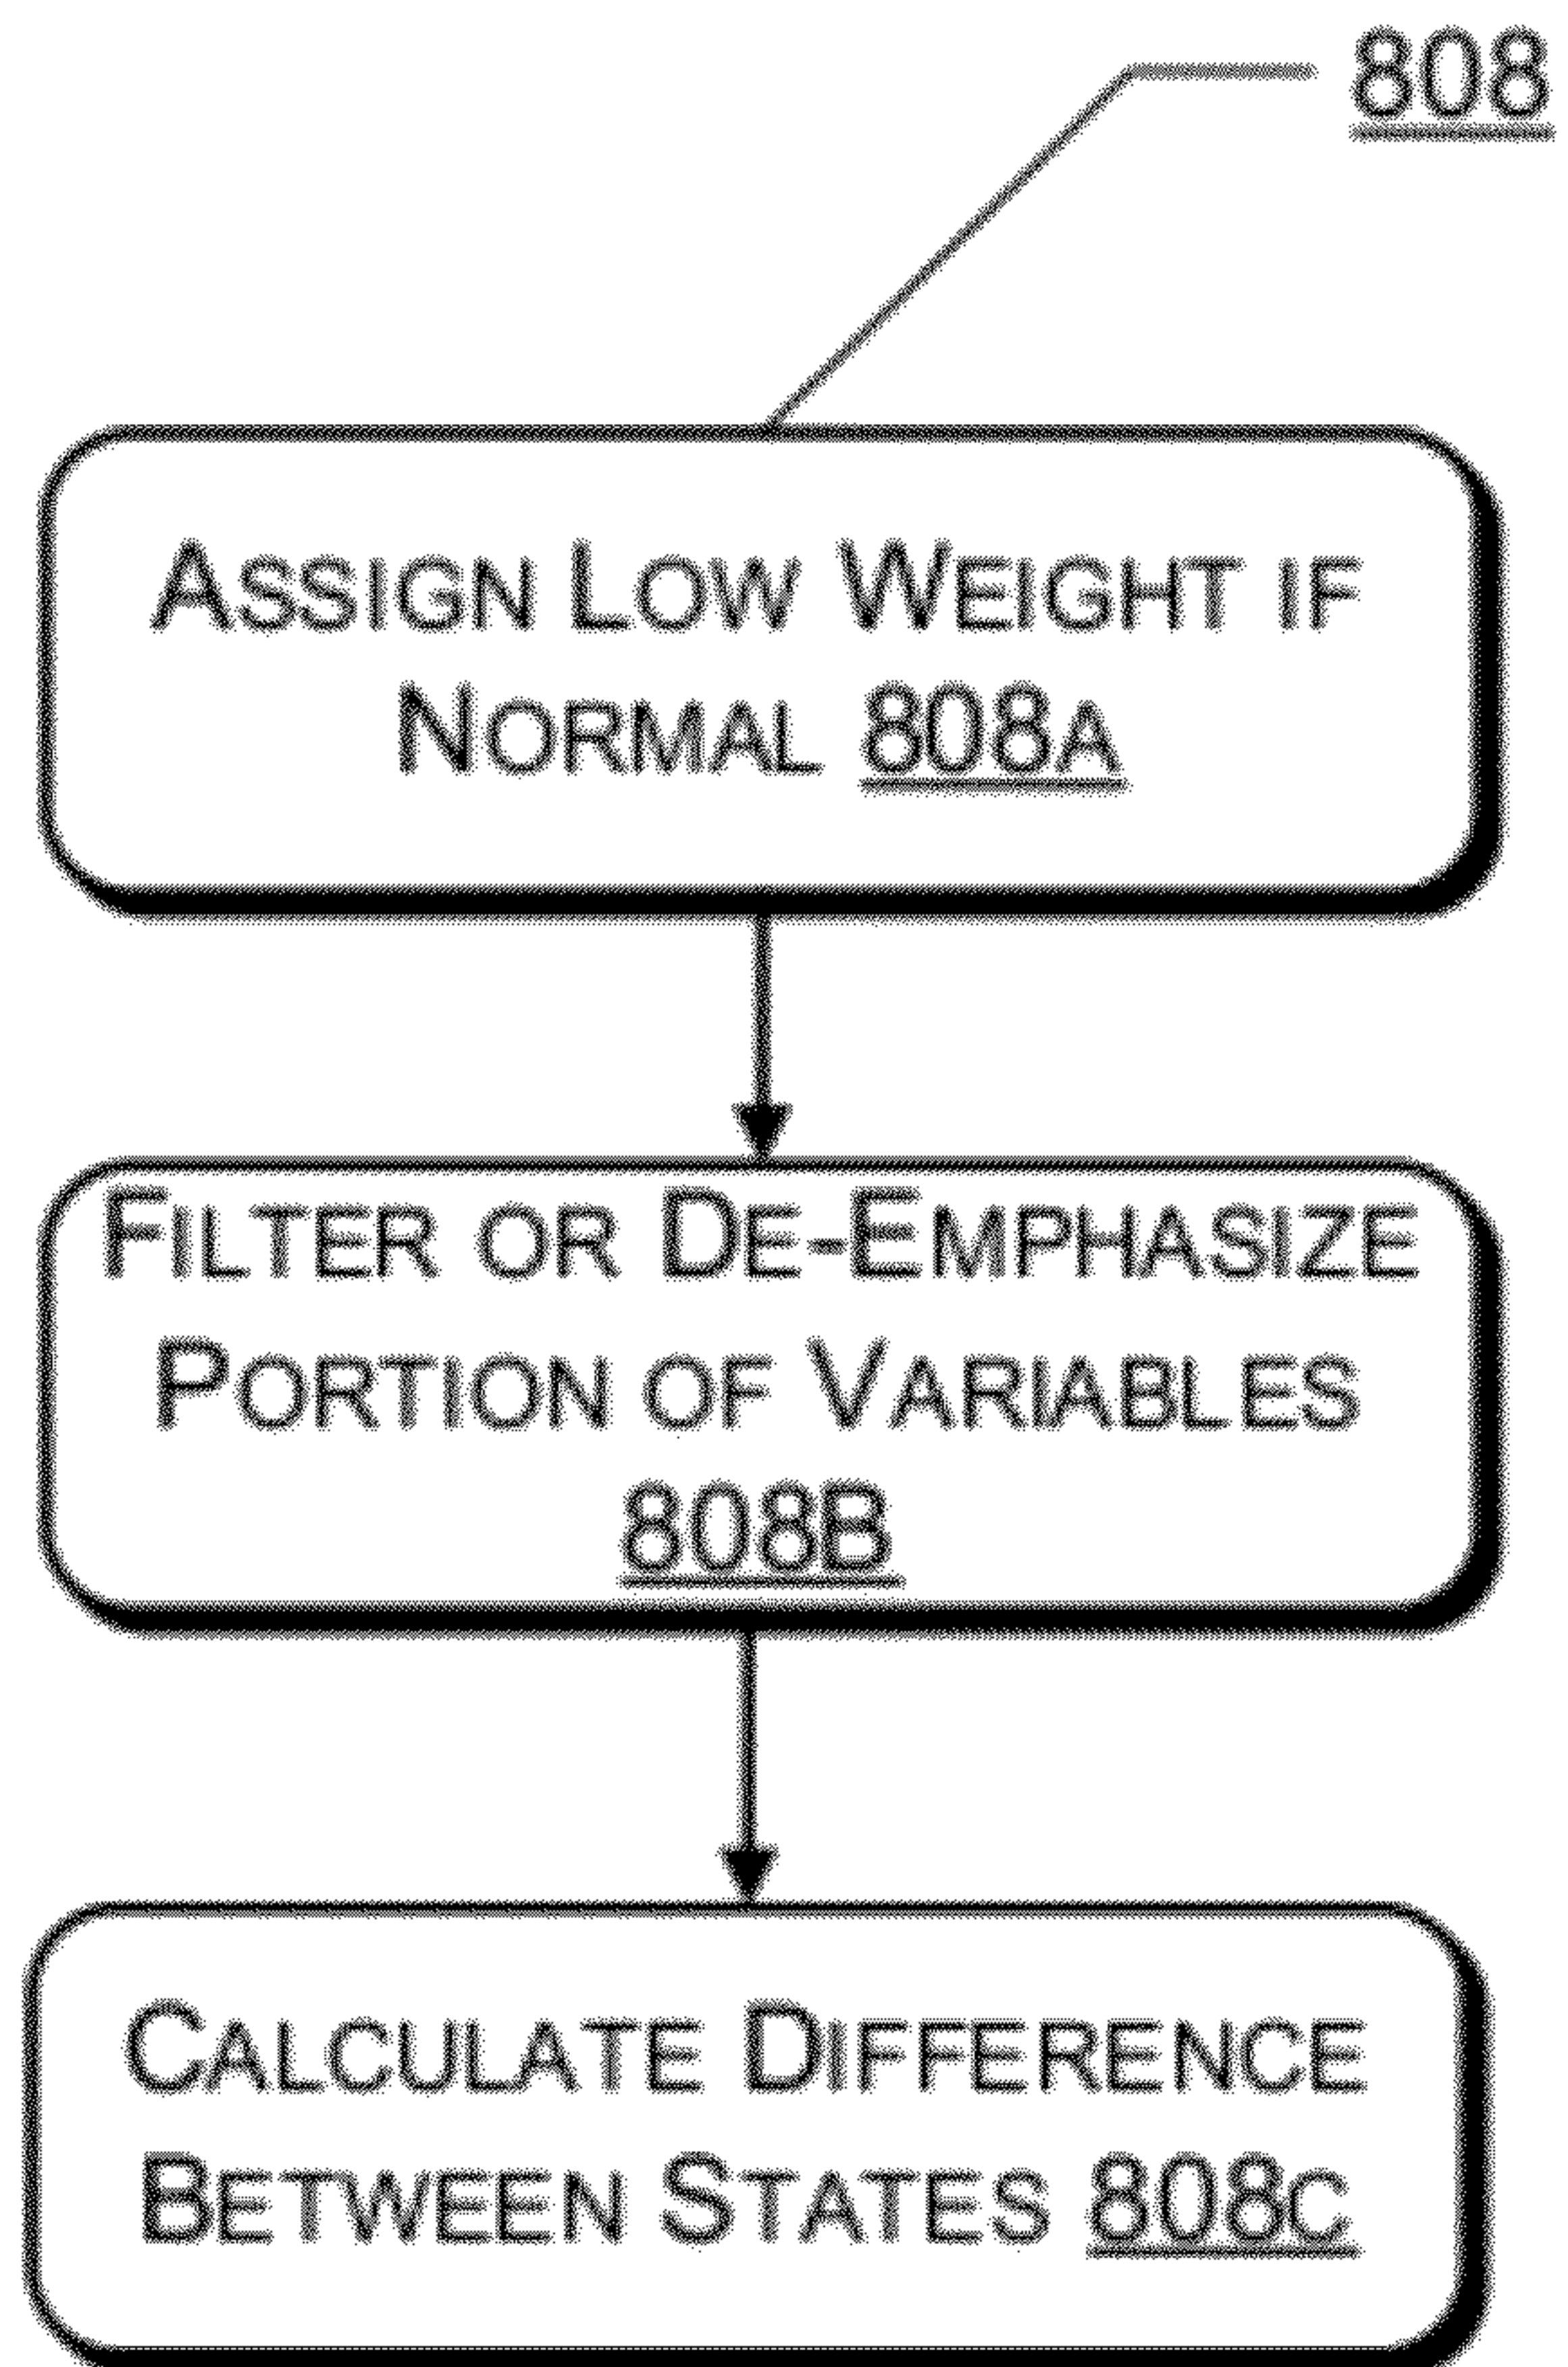 808
ASSIGN LOW WEIGHT IF
NORMAL 808A
FILTER OR DE-EMPHASIZE
PORTION OF VARIABLES
808B
CALCULATE DIFFERENCE
BETWEEN STATES 808C